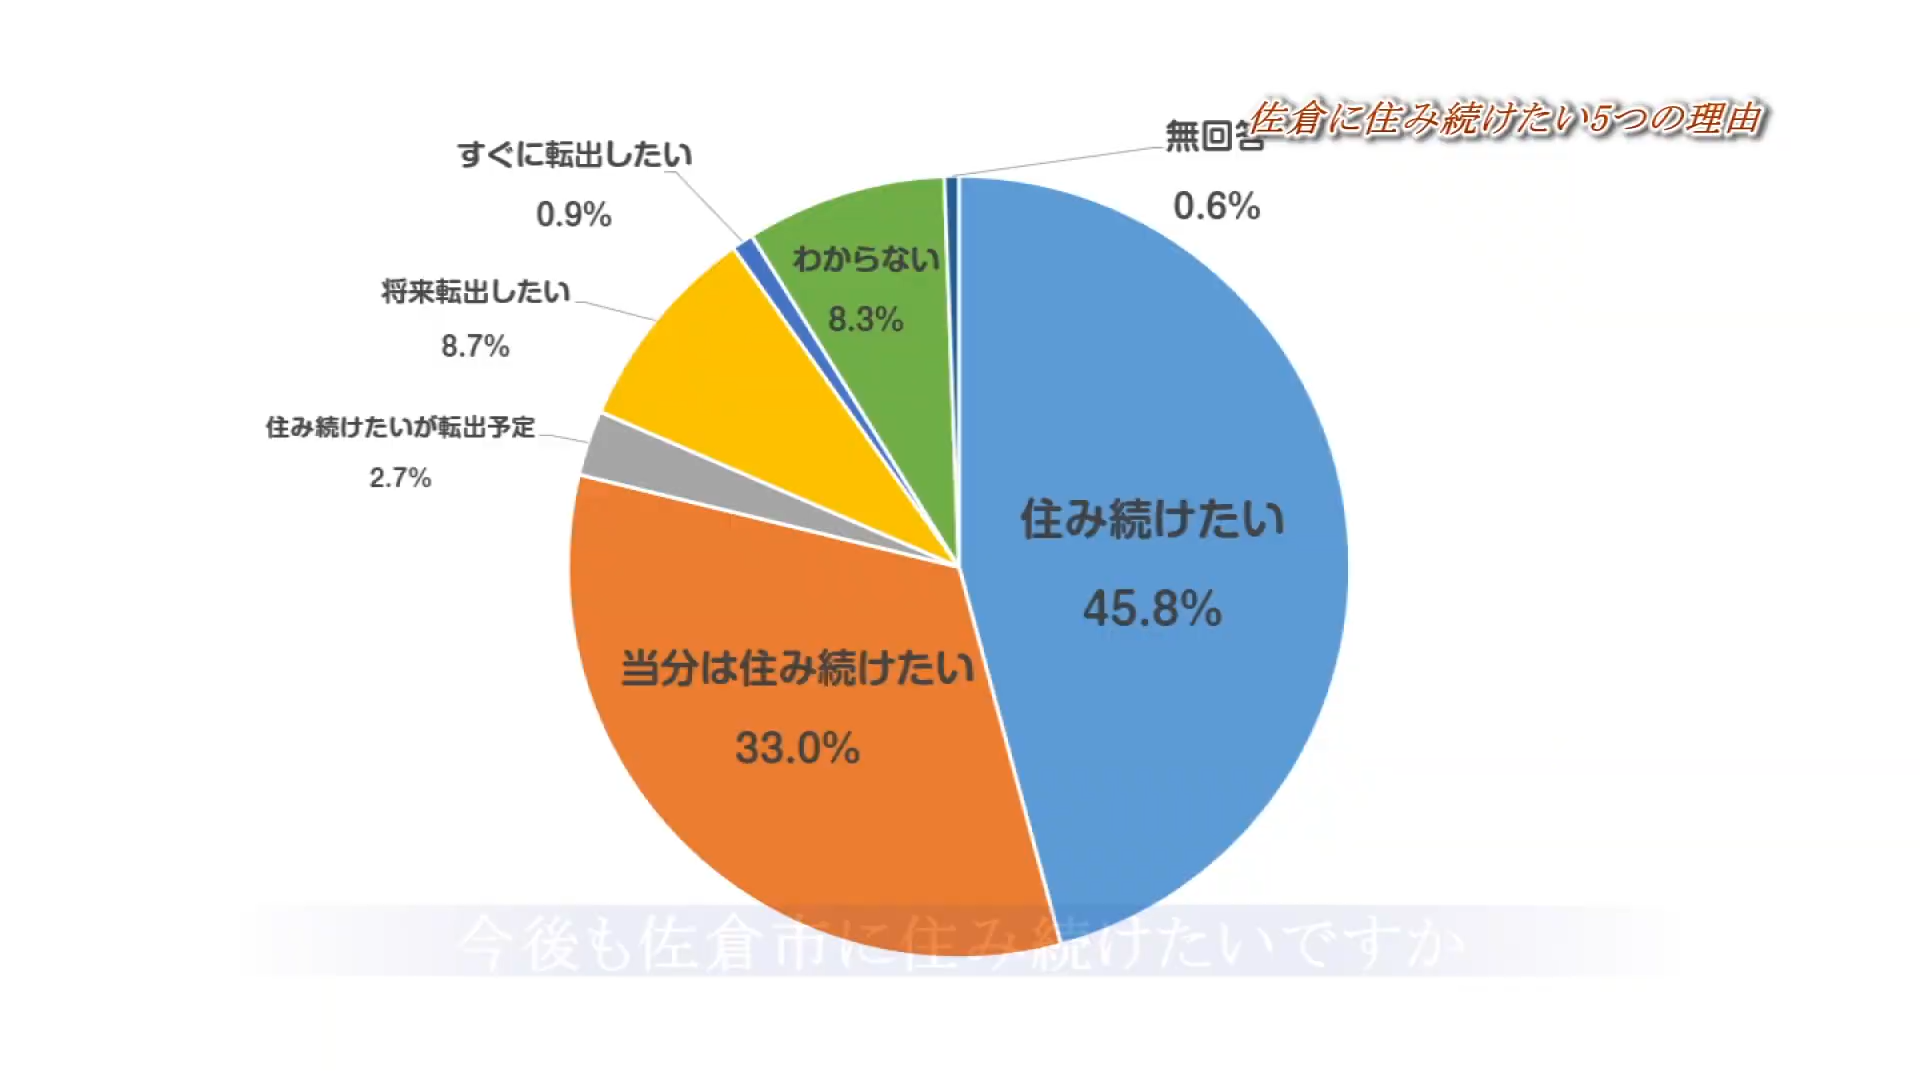 佐倉に住み続けたい5つの理由
無回答
0.6%
すぐに転出したい
0.9%
わからない
8.3%
将来転出したい
8.7%
住み続けたいが転出予定
2.7%
住み続けたい
45.8%
当分は住み続けたい
33.0%
今後も佐倉市に住み続けたいですか